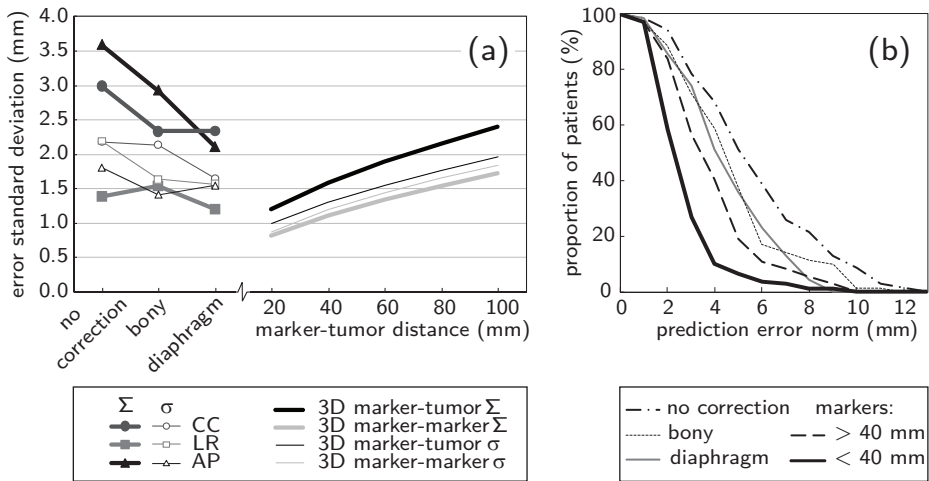 (a)
error standard deviation (mm)
4.0
3.5
3.0
2.5
2.0
1.5
1.0
0.5
0.0
no correction
bony
diaphragm
20 40 60 80 100
marker-tumor distance (mm)
Σ σ
CC
LR
AP
3D marker-tumor Σ
3D marker-marker Σ
3D marker-tumor σ
3D marker-marker σ
(b)
proportion of patients (%)
100
80
60
40
20
0
0 2 4 6 8 10 12
prediction error norm (mm)
no correction markers:
bony > 40 mm
diaphragm < 40 mm